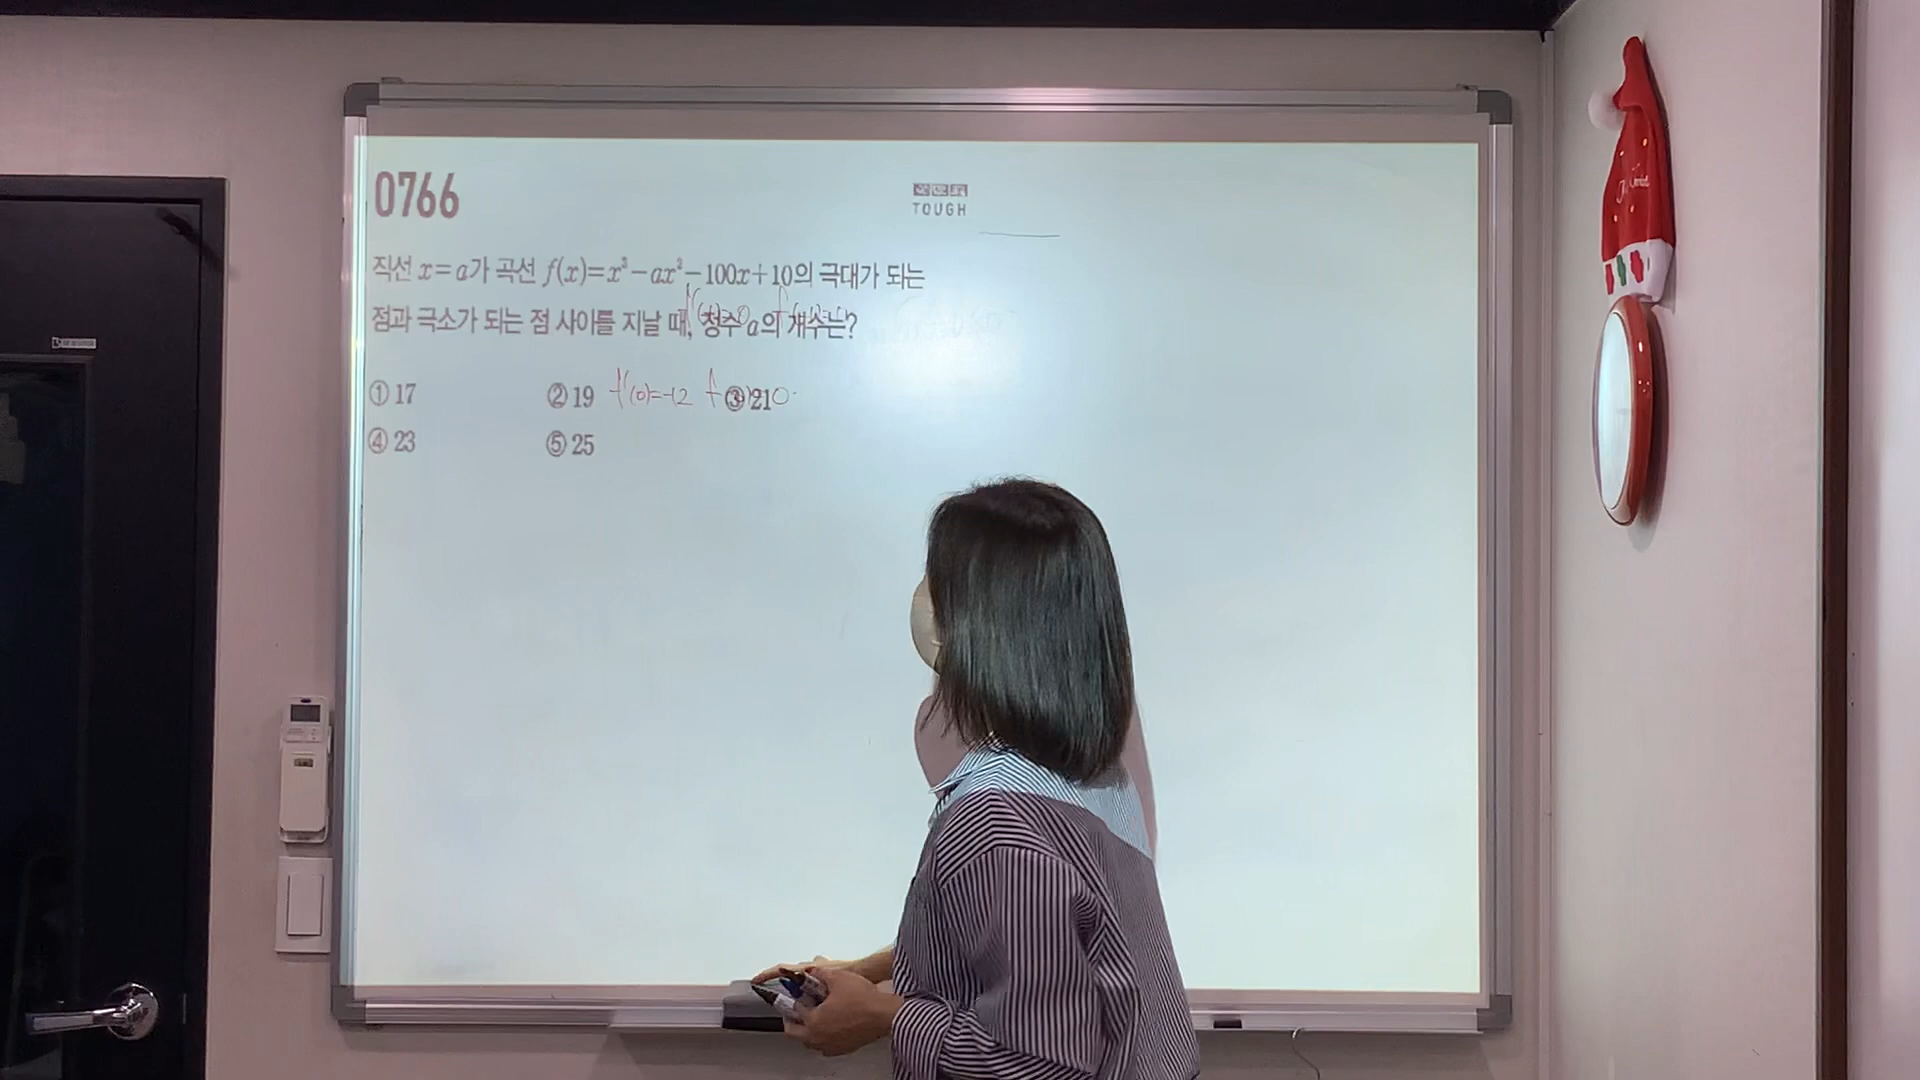 0766
TOUGH
직선 x=a가 곡선 f(x)=x³-ax²-100x+10의 극대가 되는
점과 극소가 되는 점 사이를 지날 때, 정수 a의 개수는?
① 17
② 19
f'(0)=-12
③ 21
④ 23
⑤ 25